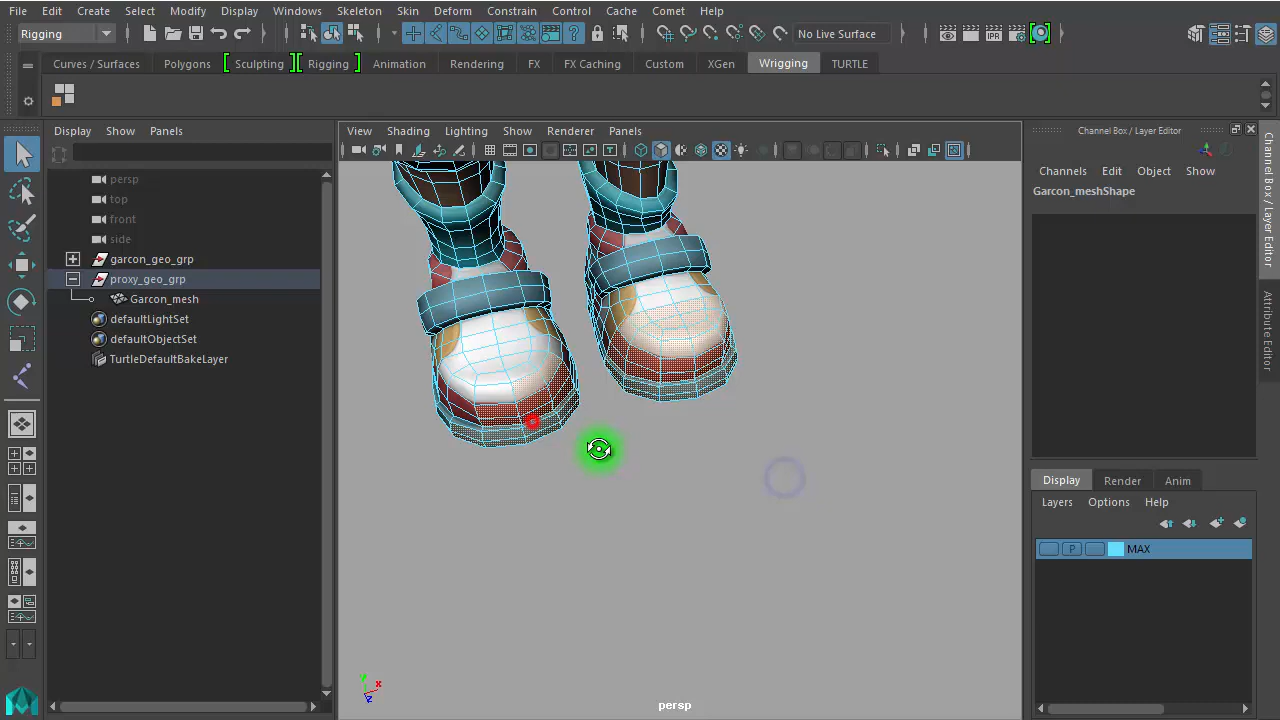 File Edit Create Select Modify Display Windows Skeleton Skin Deform Constrain Control Cache Comet Help
Rigging No Live Surface
Curves / Surfaces Polygons Sculpting Rigging Animation Rendering FX FX Caching Custom XGen Wrigging TURTLE
Display Show Panels
persp
top
front
side
garcon_geo_grp
proxy_geo_grp
Garcon_mesh
defaultLightSet
defaultObjectSet
TurtleDefaultBakeLayer
View Shading Lighting Show Renderer Panels
persp
Y
X
Z
Channel Box / Layer Editor
Channels Edit Object Show
Garcon_meshShape
Display Render Anim
Layers Options Help
P MAX
Channel Box / Layer Editor
Attribute Editor